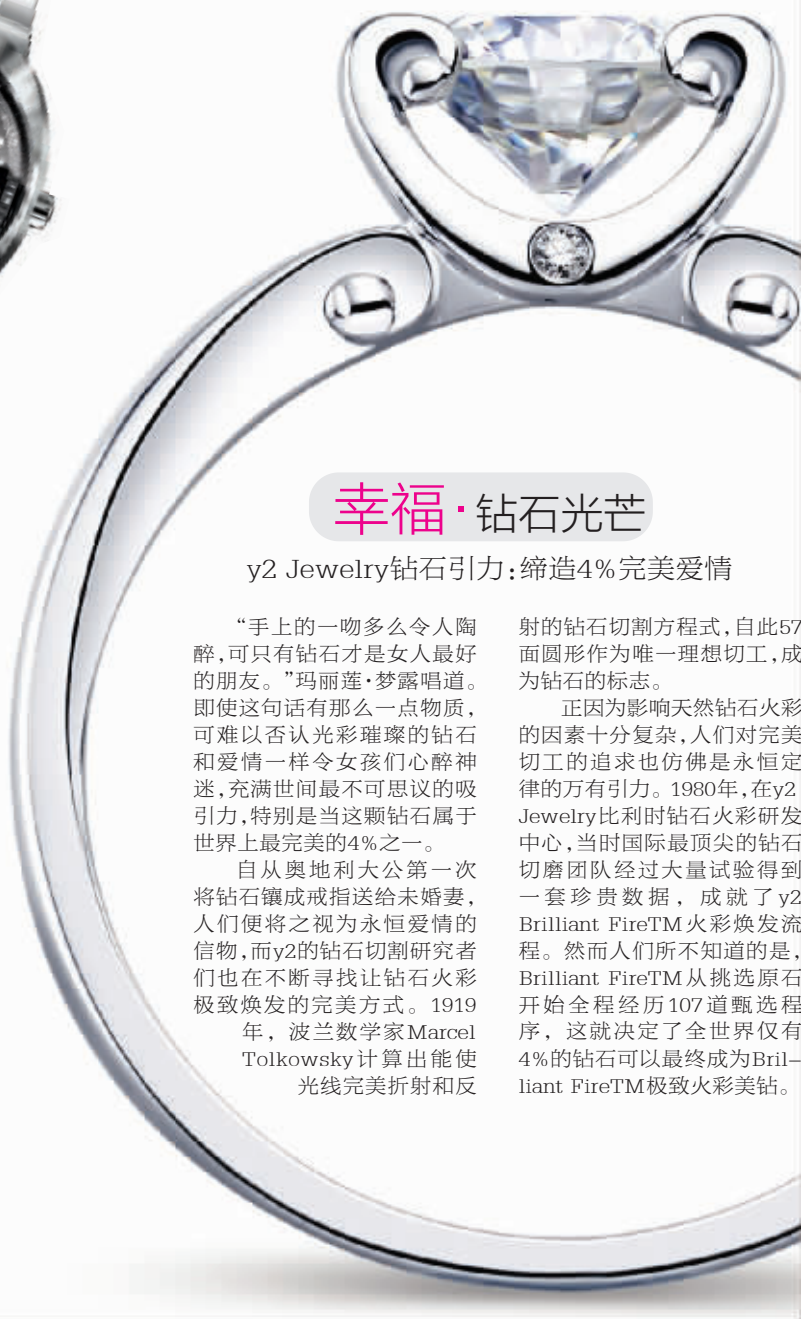 幸福·钻石光芒
y2 Jewelry钻石引力:缔造4%完美爱情
“手上的一吻多么令人陶
醉,可只有钻石才是女人最好
的朋友。”玛丽莲·梦露唱道。
即使这句话有那么一点物质,
可难以否认光彩璀璨的钻石
和爱情一样令女孩们心醉神
迷,充满世间最不可思议的吸
引力,特别是当这颗钻石属于
世界上最完美的4%之一。
自从奥地利大公第一次
将钻石镶成戒指送给未婚妻,
人们便将之视为永恒爱情的
信物,而y2的钻石切割研究者
们也在不断寻找让钻石火彩
极致焕发的完美方式。1919
年，波兰数学家Marcel
Tolkowsky计算出能使
光线完美折射和反
射的钻石切割方程式,自此57
面圆形作为唯一理想切工,成
为钻石的标志。
正因为影响天然钻石火彩
的因素十分复杂,人们对完美
切工的追求也仿佛是永恒定
律的万有引力。1980年,在y2
Jewelry比利时钻石火彩研发
中心,当时国际最顶尖的钻石
切磨团队经过大量试验得到
一套珍贵数据，成就了y2
Brilliant FireTM火彩焕发流
程。然而人们所不知道的是,
Brilliant FireTM从挑选原石
开始全程经历107道甄选程
序，这就决定了全世界仅有
4%的钻石可以最终成为Bril–
liant FireTM极致火彩美钻。